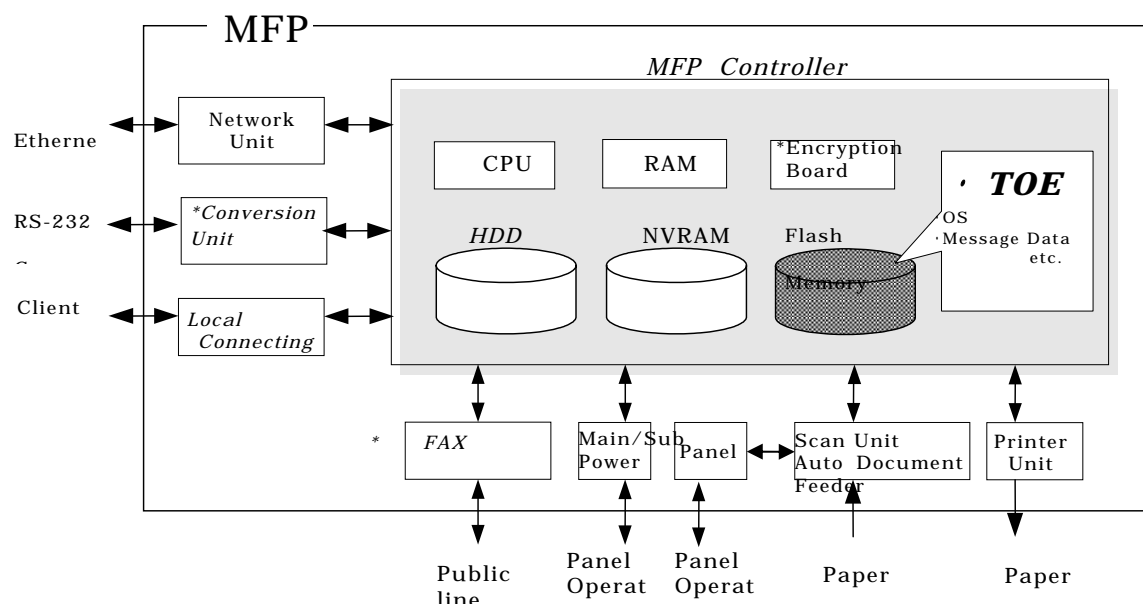 MFP
MFP Controller
Etherne
Network
Unit
CPU
RAM
*Encryption
Board
· TOE
·OS
·Message Data
etc.
RS-232
*Conversion
Unit
HDD
NVRAM
Flash
Memory
Client
Local
Connecting
*
FAX
Main/Sub
Power
Panel
Scan Unit
Auto Document
Feeder
Printer
Unit
Public
line
Panel
Operat
Panel
Operat
Paper
Paper